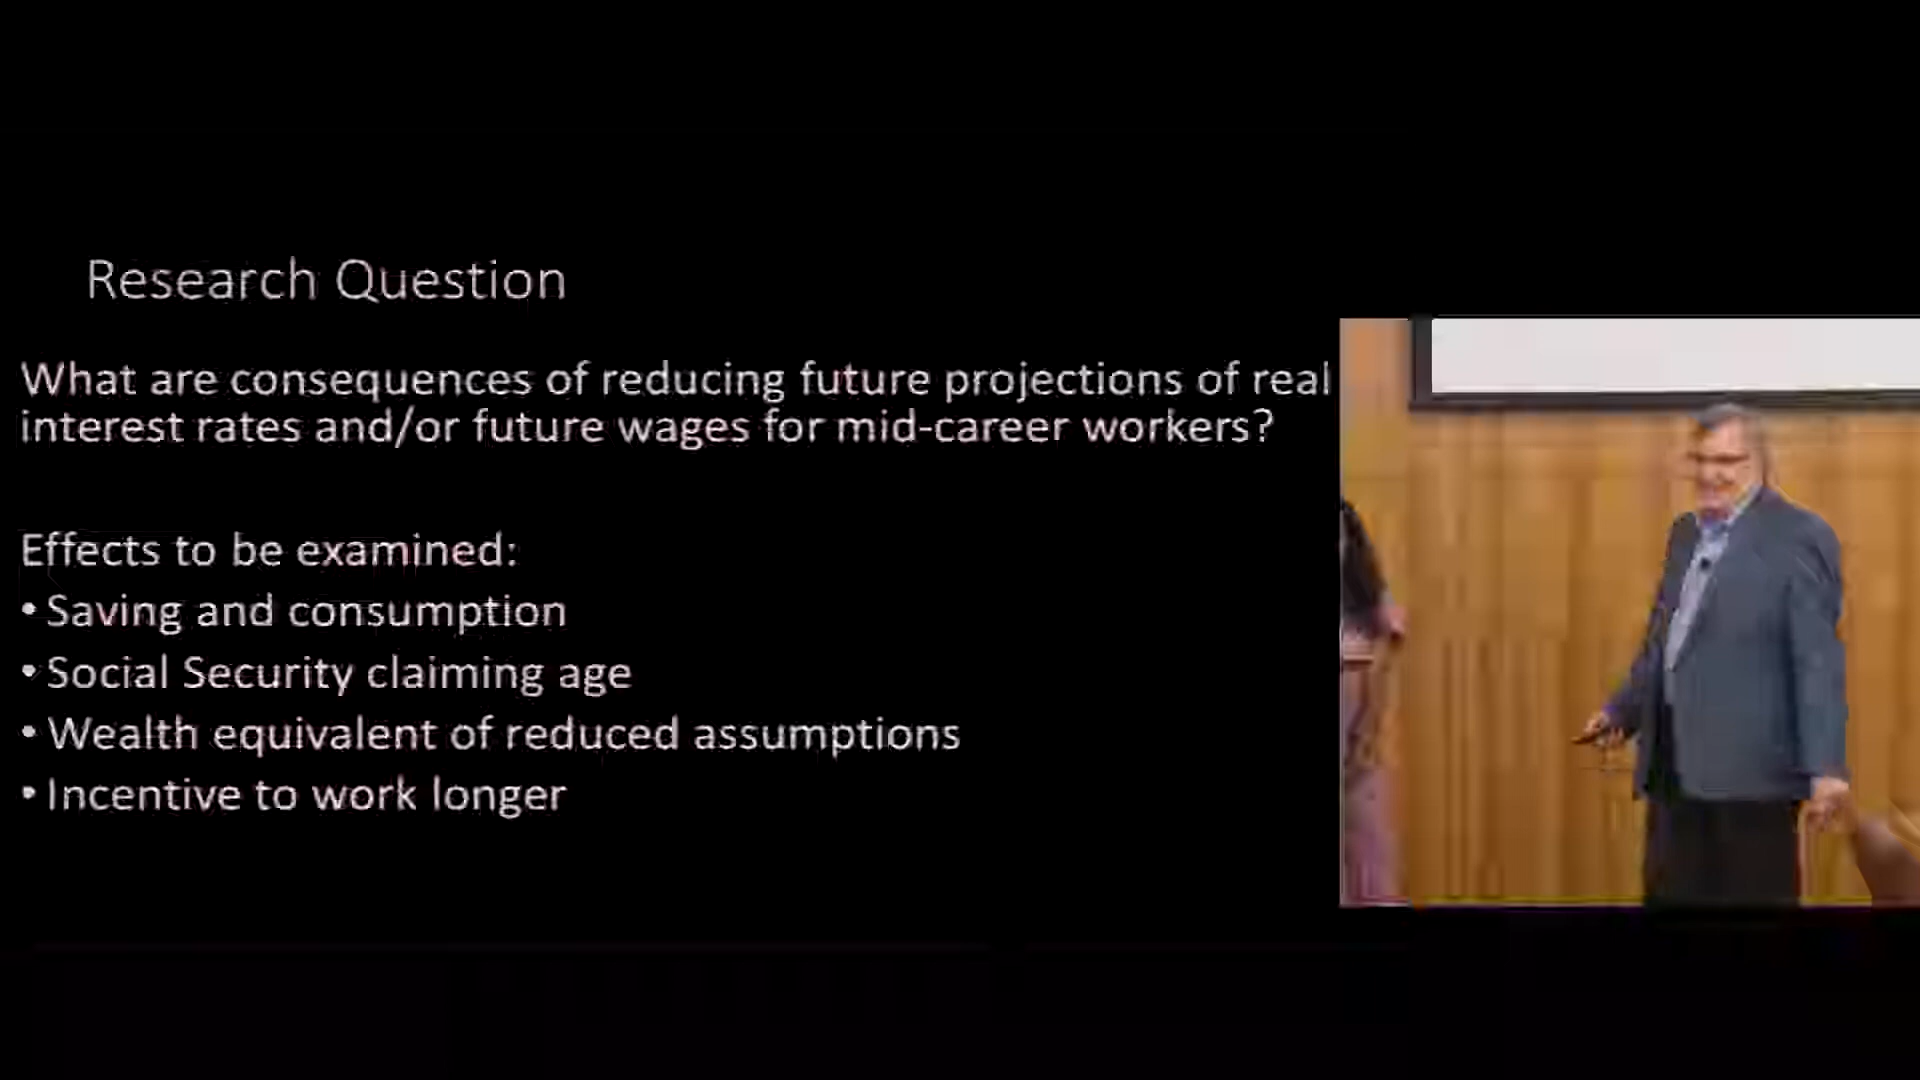 Research Question
What are consequences of reducing future projections of real
interest rates and/or future wages for mid-career workers?
Effects to be examined:
• Saving and consumption
• Social Security claiming age
• Wealth equivalent of reduced assumptions
• Incentive to work longer